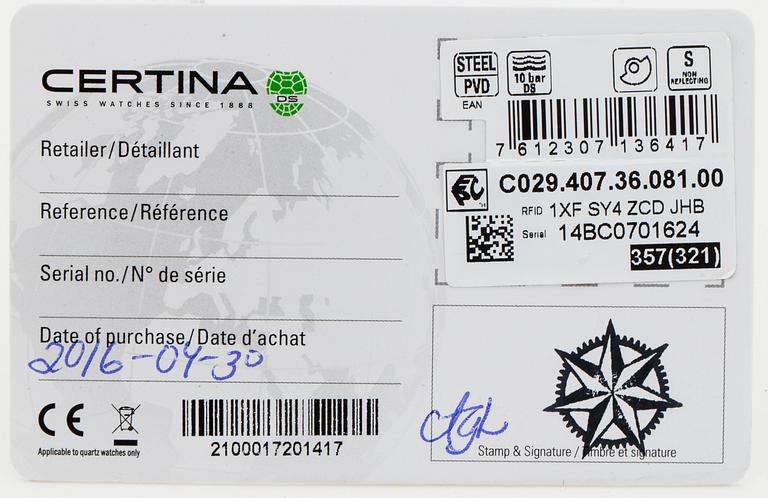 CERTINA
DS
SWISS WATCHES SINCE 1888
Retailer/Détaillant
Reference/Référence
Serial no./N° de série
Date of purchase/Date d'achat
2016-04-30
CE
Applicable to quartz watches only
2100017201417
STEEL
PVD
10 bar
DS
S
NON
REFLECTING
EAN
7 612307 136417
C029.407.36.081.00
RFID 1XF SY4 ZCD JHB
Serial 14BC0701624
357(321)
Stamp & Signature / Timbre et signature